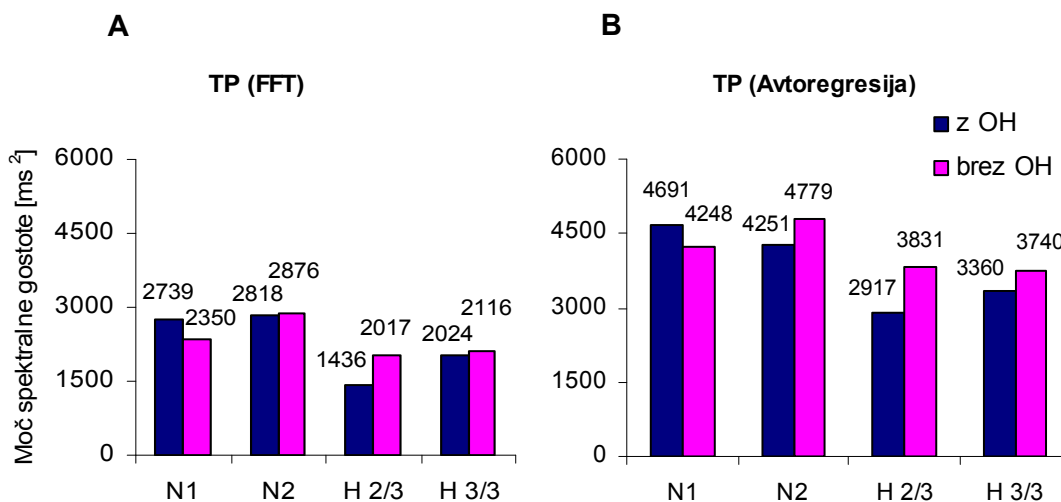 A
TP (FFT)
Moč spektralne gostote [ms²]
6000
4500
3000
1500
0
2739
2350
2818
2876
1436
2017
2024
2116
N1
N2
H 2/3
H 3/3
B
TP (Avtoregresija)
z OH
brez OH
6000
4500
3000
1500
0
4691
4248
4251
4779
2917
3831
3360
3740
N1
N2
H 2/3
H 3/3